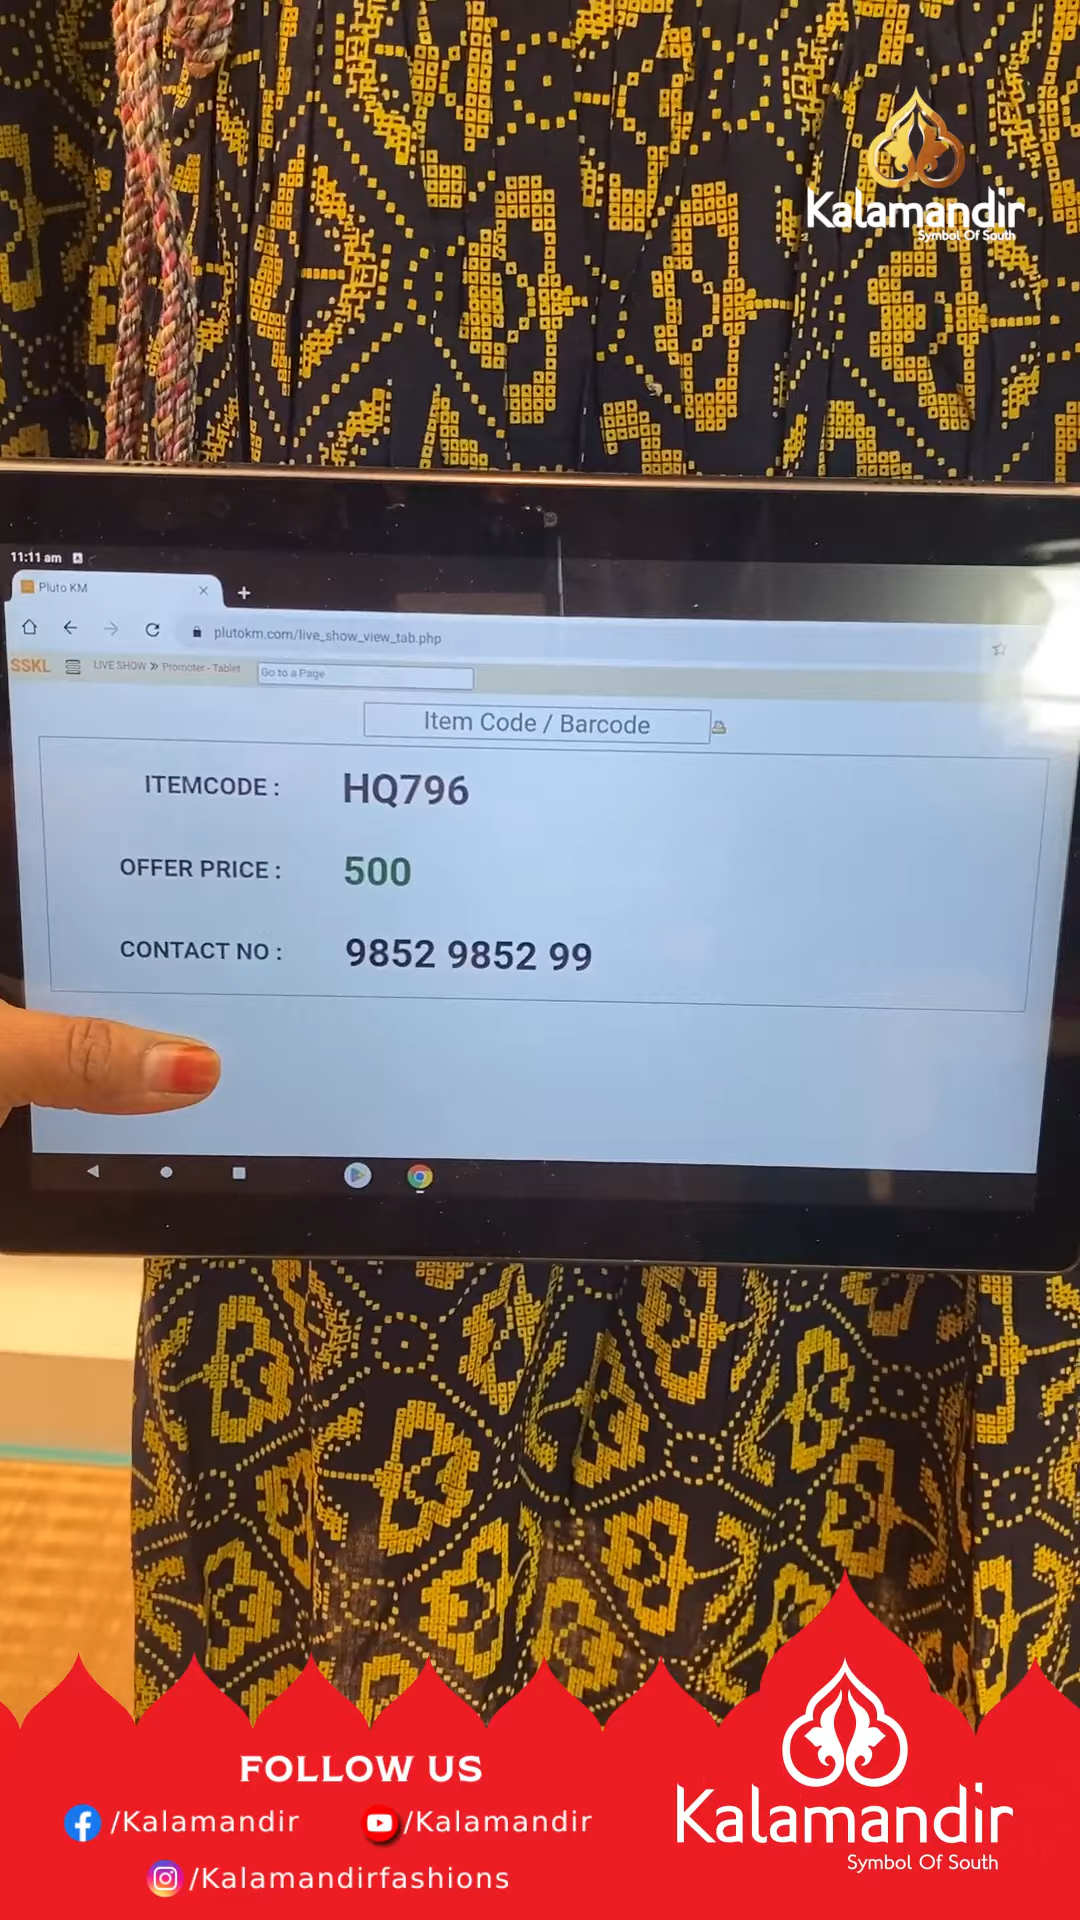 Kalamandir
Symbol Of South
11:11 am
Pluto KM
plutokm.com/live_show_view_tab.php
SSKL
LIVE SHOW >> Promoter - Tablet
Go to a Page
Item Code / Barcode
ITEMCODE : HQ796
OFFER PRICE : 500
CONTACT NO : 9852 9852 99
FOLLOW US
/Kalamandir
/Kalamandir
/Kalamandirfashions
Kalamandir
Symbol Of South